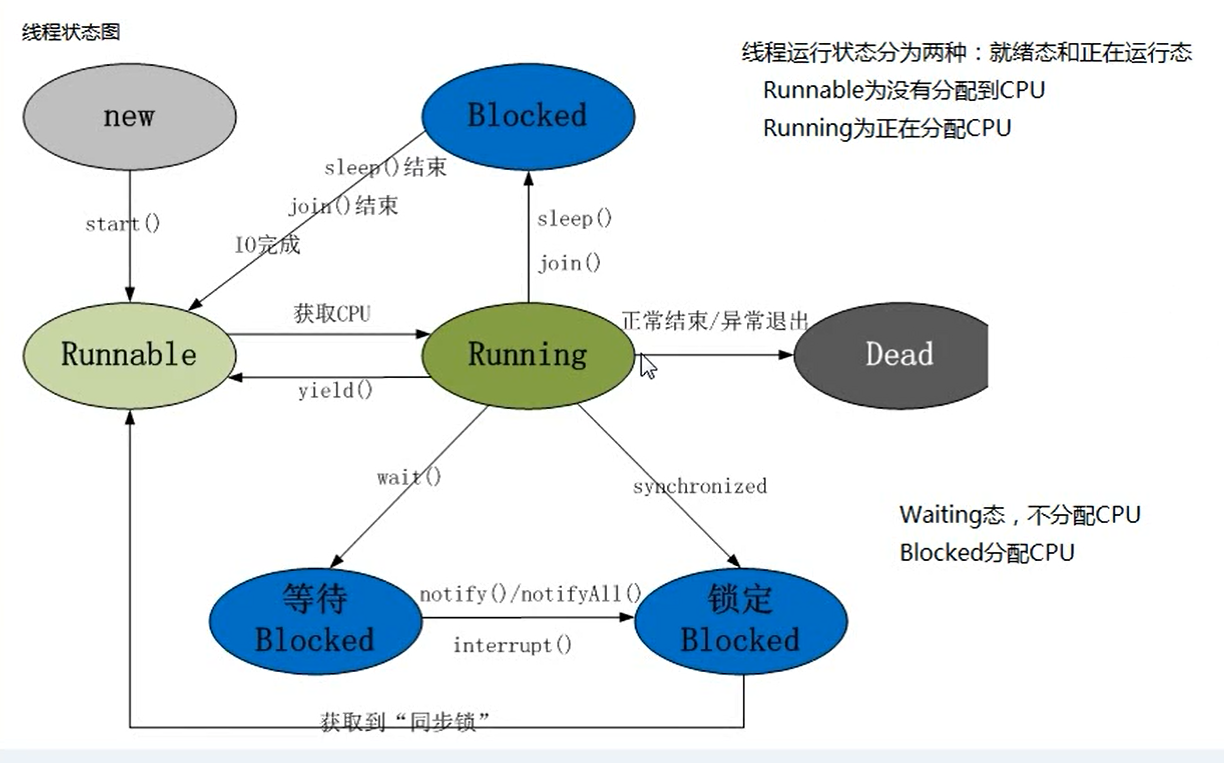 线程状态图
线程运行状态分为两种：就绪态和正在运行态
Runnable为没有分配到CPU
Running为正在分配CPU
new
Blocked
sleep()结束
join()结束
IO完成
start()
sleep()
join()
获取CPU
正常结束/异常退出
Runnable
Running
Dead
yield()
wait()
synchronized
Waiting态，不分配CPU
Blocked分配CPU
等待
Blocked
notify()/notifyAll()
interrupt()
锁定
Blocked
获取到“同步锁”